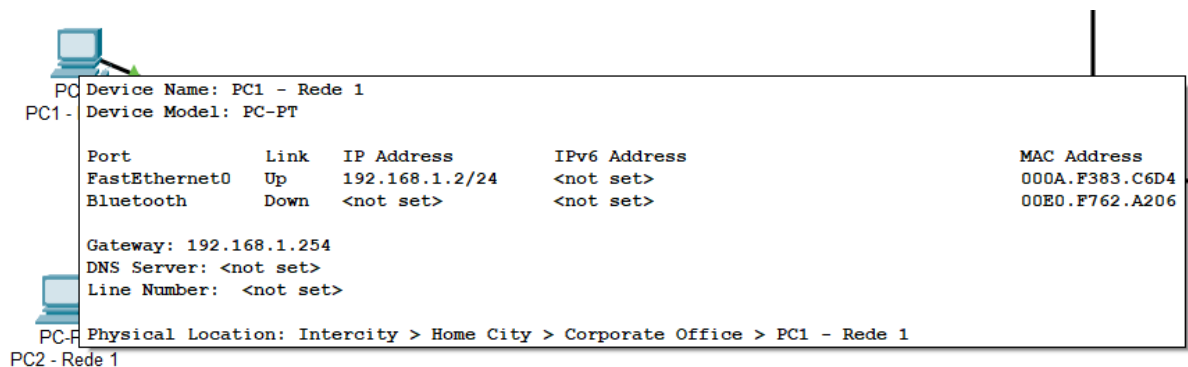 PC
PC1 -
Device Name: PC1 - Rede 1
Device Model: PC-PT
Port Link IP Address IPv6 Address MAC Address
FastEthernet0 Up 192.168.1.2/24 <not set> 000A.F383.C6D4
Bluetooth Down <not set> <not set> 00E0.F762.A206
Gateway: 192.168.1.254
DNS Server: <not set>
Line Number: <not set>
Physical Location: Intercity > Home City > Corporate Office > PC1 - Rede 1
PC-P
PC2 - Rede 1